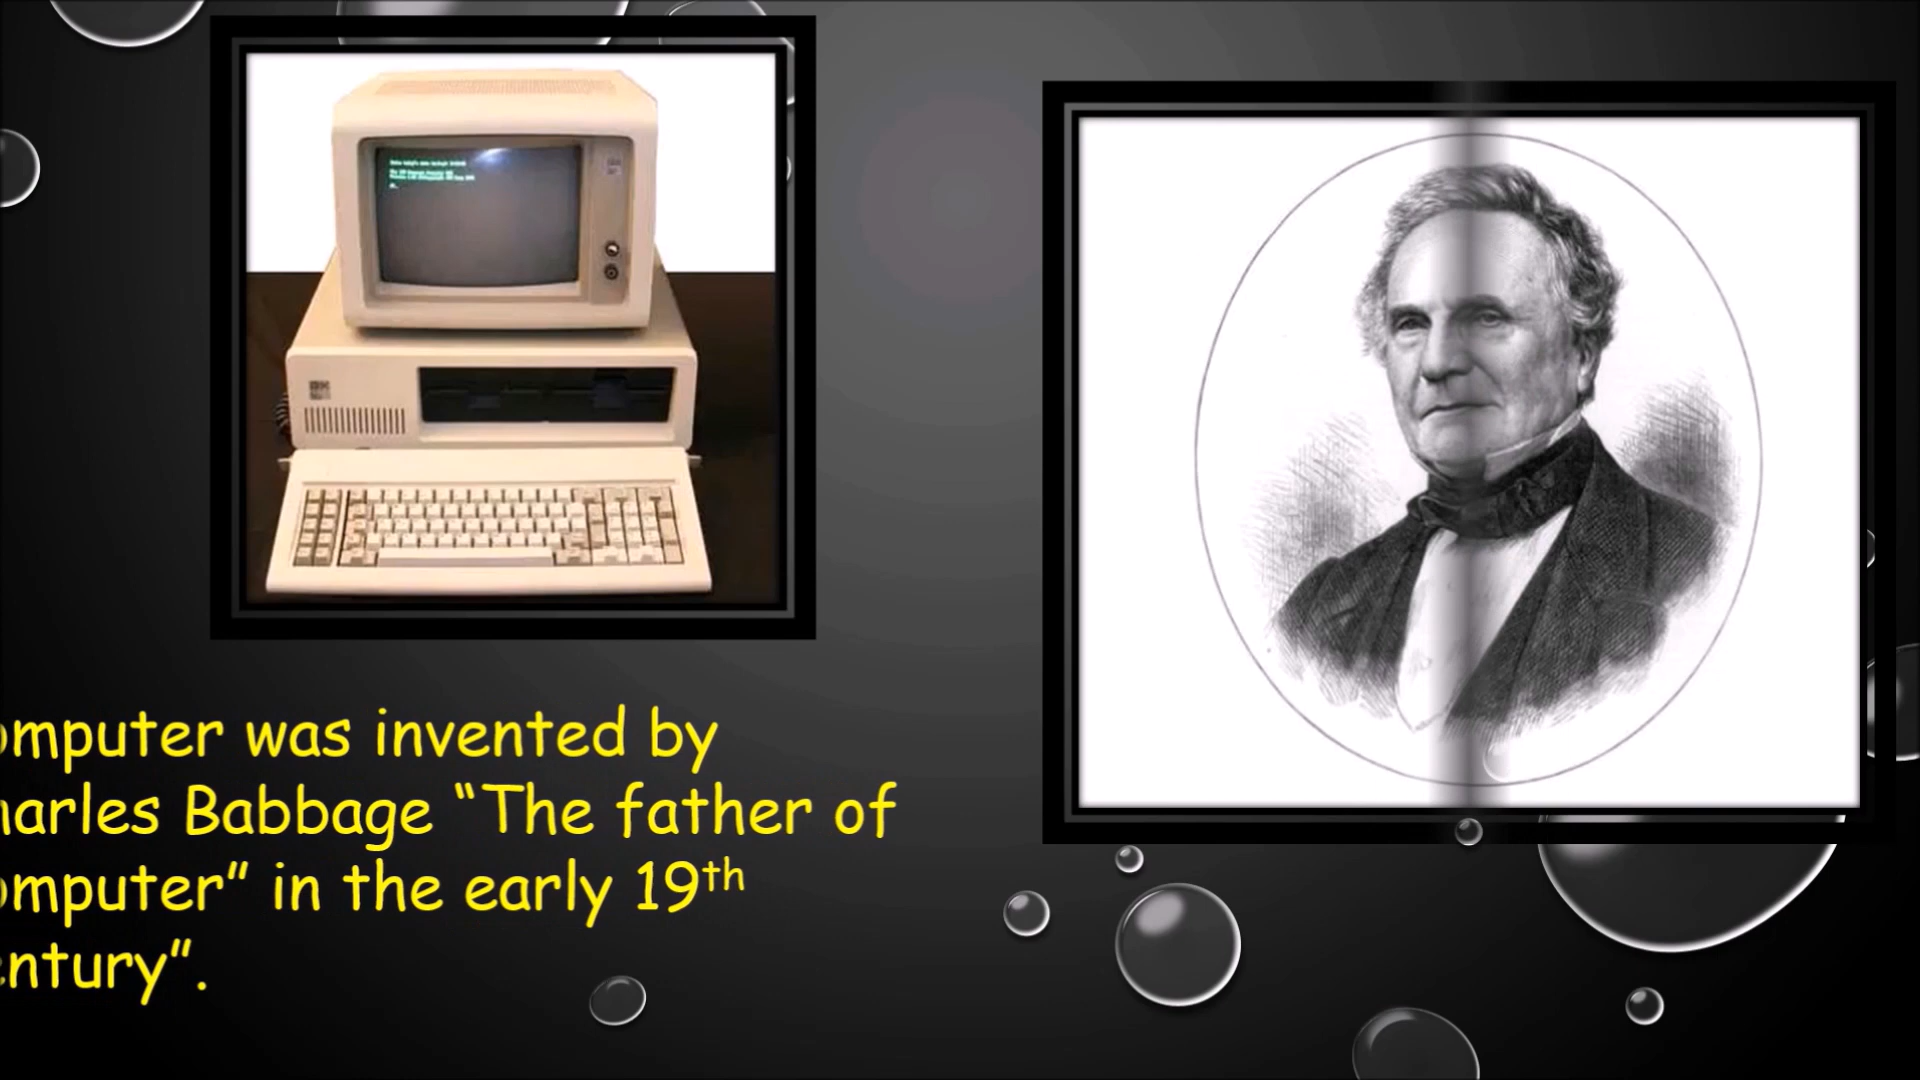 omputer was invented by
harles Babbage “The father of
omputer” in the early 19th
entury”.